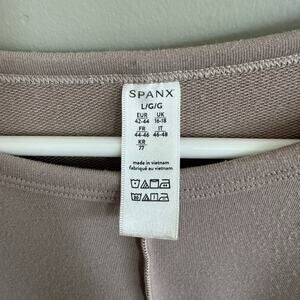 SPANX
L/G/G
EUR UK
42-44 16-18
FR IT
44-46 46-48
KR
77
made in vietnam
fabriqué au vietnam